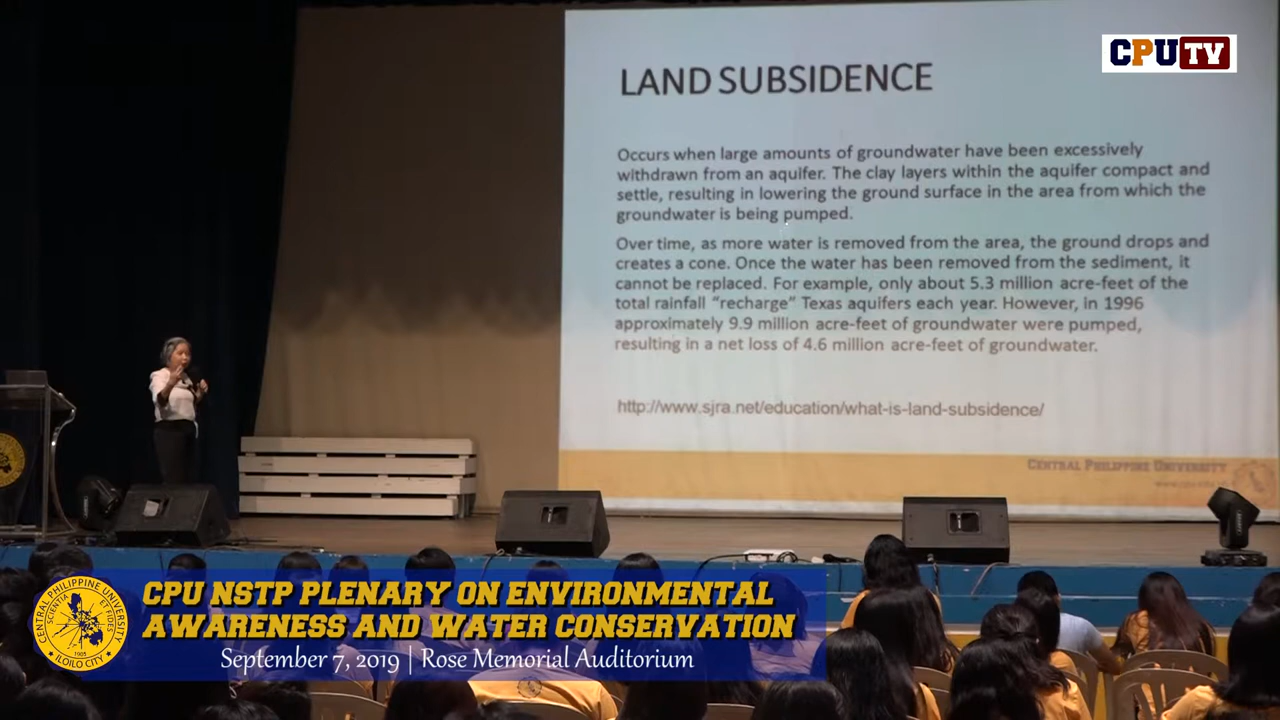 CPU TV
LAND SUBSIDENCE
Occurs when large amounts of groundwater have been excessively
withdrawn from an aquifer. The clay layers within the aquifer compact and
settle, resulting in lowering the ground surface in the area from which the
groundwater is being pumped.
Over time, as more water is removed from the area, the ground drops and
creates a cone. Once the water has been removed from the sediment, it
cannot be replaced. For example, only about 5.3 million acre-feet of the
total rainfall "recharge" Texas aquifers each year. However, in 1996
approximately 9.9 million acre-feet of groundwater were pumped,
resulting in a net loss of 4.6 million acre-feet of groundwater.
http://www.sjra.net/education/what-is-land-subsidence/
CENTRAL PHILIPPINE UNIVERSITY
CPU NSTP PLENARY ON ENVIRONMENTAL
AWARENESS AND WATER CONSERVATION
September 7, 2019 | Rose Memorial Auditorium
CENTRAL PHILIPPINE UNIVERSITY
SCIENTIA ET FIDES
1905
ILOILO CITY